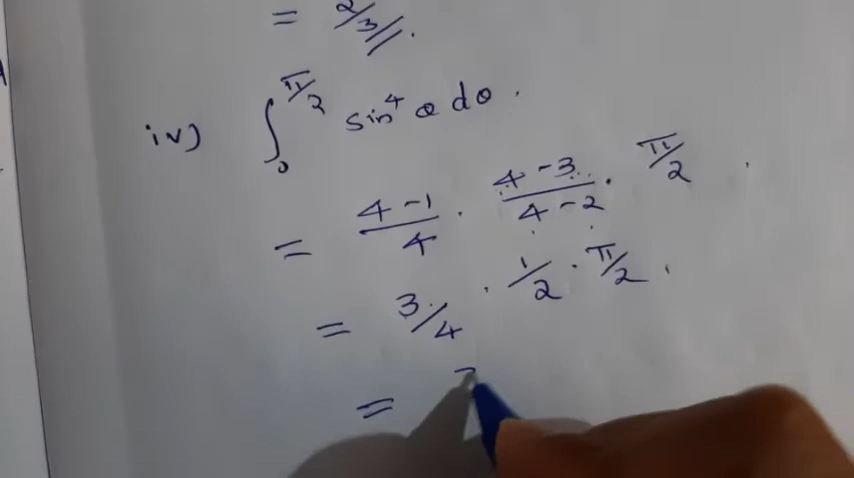 = 2/3//.
iv) ∫₀^π/2 sin⁴ θ dθ.
= (4-1)/4 · (4-3)/(4-2) · π/2
= 3/4 · 1/2 · π/2.
=